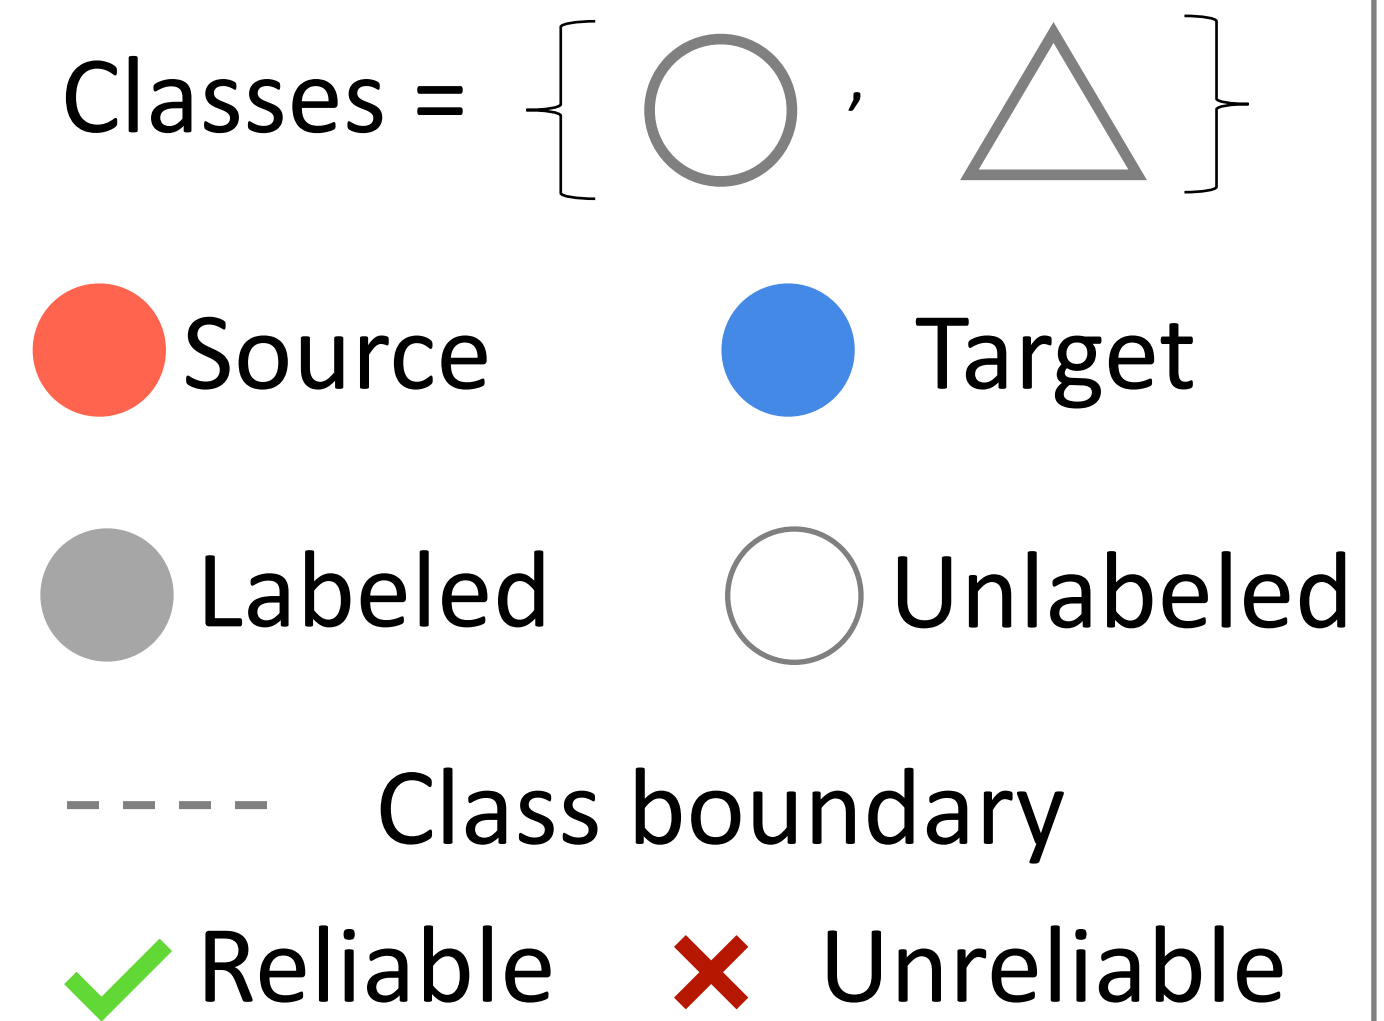 Classes = { , }
Source Target
Labeled Unlabeled
Class boundary
Reliable Unreliable